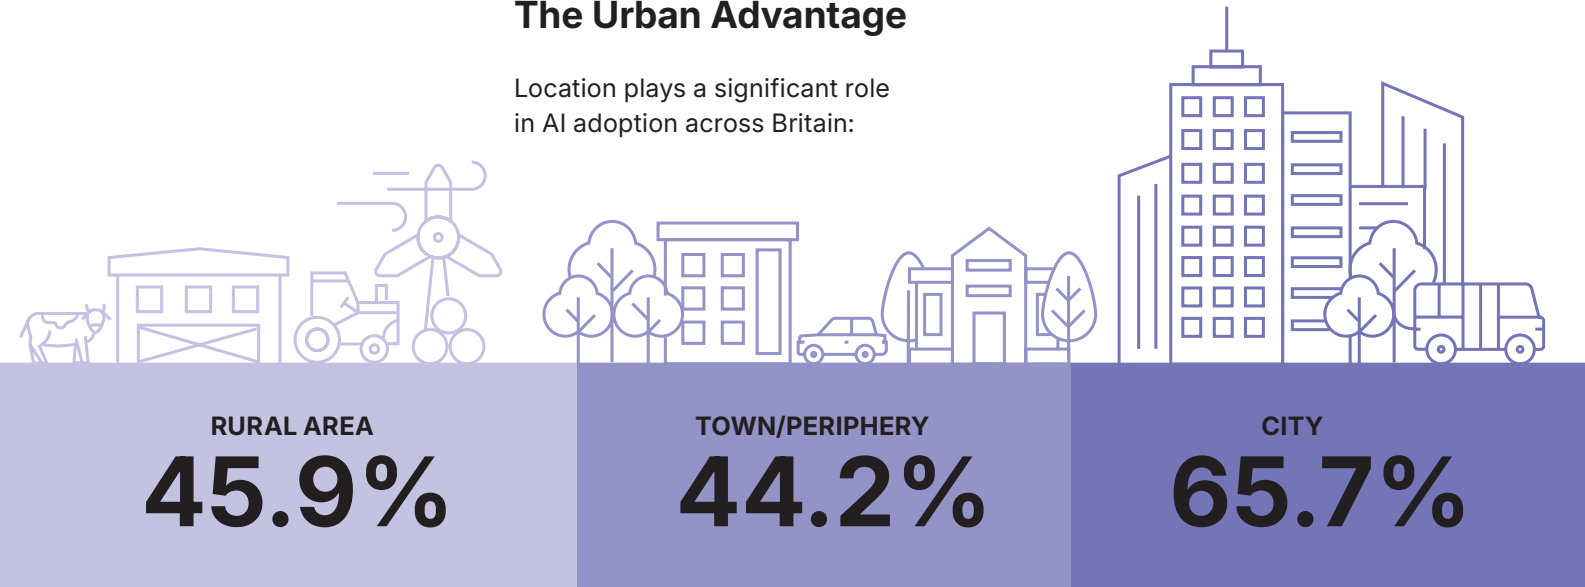 The Urban Advantage
Location plays a significant role
in AI adoption across Britain:
RURAL AREA
45.9%
TOWN/PERIPHERY
44.2%
CITY
65.7%